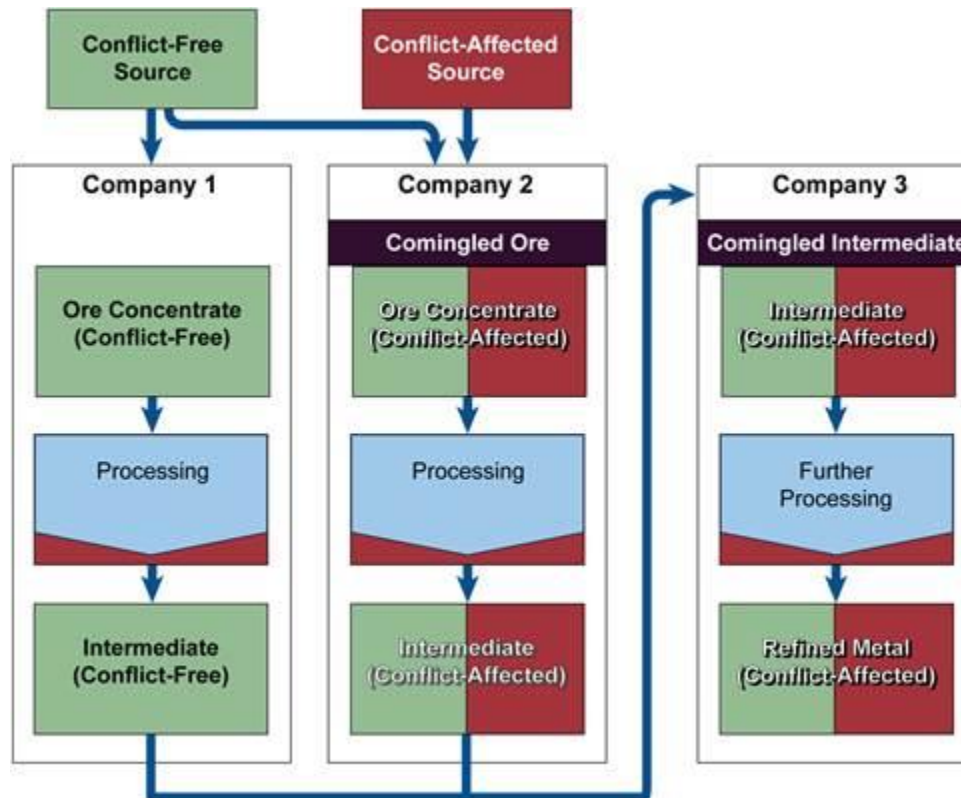 Conflict-Free
Source
Conflict-Affected
Source
Company 1
Ore Concentrate
(Conflict-Free)
Processing
Intermediate
(Conflict-Free)
Company 2
Comingled Ore
Ore Concentrate
(Conflict-Affected)
Processing
Intermediate
(Conflict-Affected)
Company 3
Comingled Intermediate
Intermediate
(Conflict-Affected)
Further
Processing
Refined Metal
(Conflict-Affected)